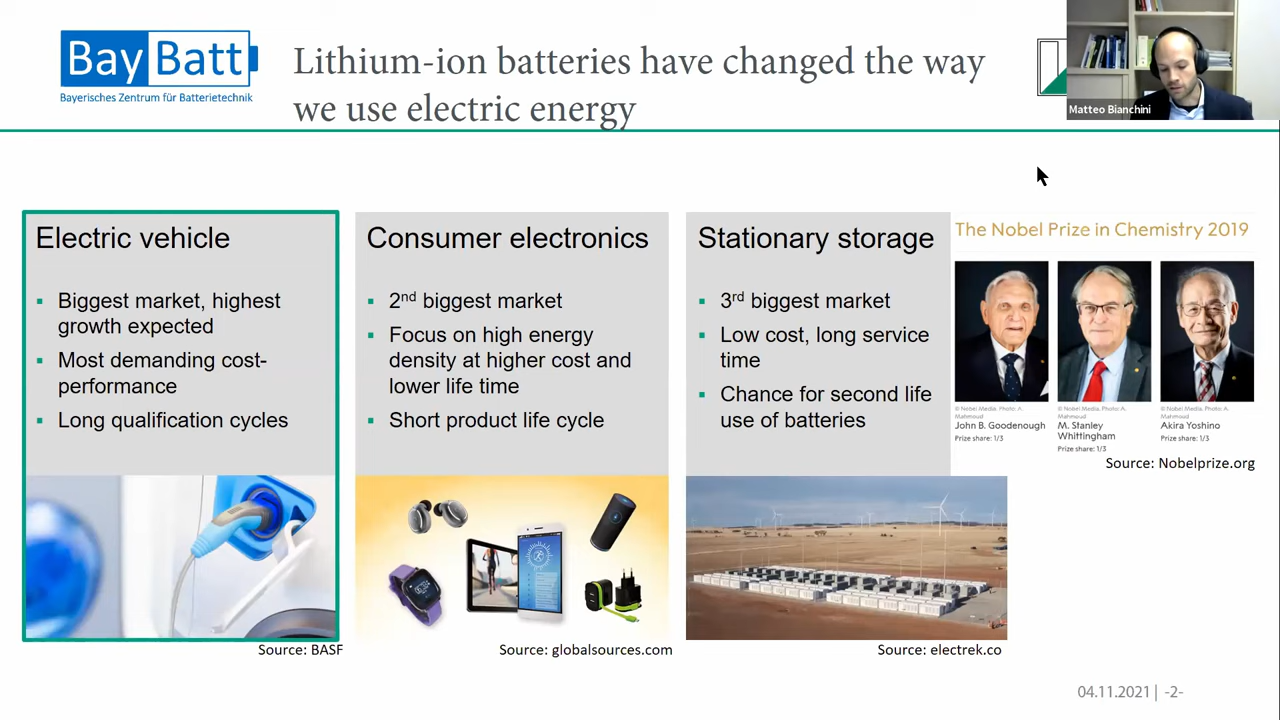 BayBatt
Bayerisches Zentrum für Batterietechnik
Lithium-ion batteries have changed the way
we use electric energy
Matteo Bianchini
Electric vehicle
▪ Biggest market, highest
growth expected
▪ Most demanding cost-
performance
▪ Long qualification cycles
Source: BASF
Consumer electronics
▪ 2nd biggest market
▪ Focus on high energy
density at higher cost and
lower life time
▪ Short product life cycle
Source: globalsources.com
Stationary storage
▪ 3rd biggest market
▪ Low cost, long service
time
▪ Chance for second life
use of batteries
Source: electrek.co
The Nobel Prize in Chemistry 2019
© Nobel Media. Photo: A.
Mahmoud
John B. Goodenough
Prize share: 1/3
© Nobel Media. Photo: A.
Mahmoud
M. Stanley
Whittingham
Prize share: 1/3
© Nobel Media. Photo: A.
Mahmoud
Akira Yoshino
Prize share: 1/3
Source: Nobelprize.org
04.11.2021 | -2-